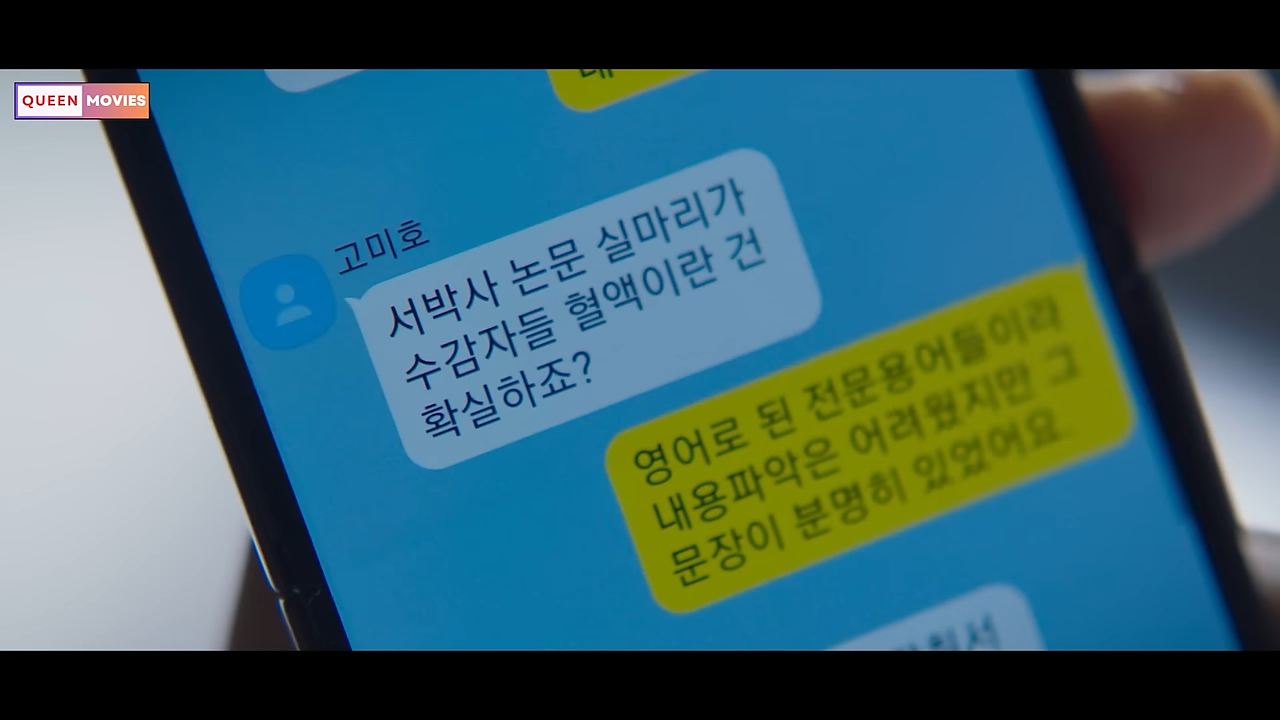 QUEEN MOVIES
고미호
서박사 논문 실마리가
수감자들 혈액이란 건
확실하죠?
영어로 된 전문용어들이라
내용파악은 어려웠지만 그
문장이 분명히 있었어요